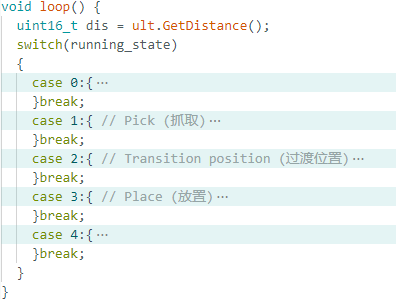 void loop() {
uint16_t dis = ult.GetDistance();
switch(running_state)
{
case 0:{ ···
}break;
case 1:{ // Pick (抓取) ···
}break;
case 2:{ // Transition position (过渡位置) ···
}break;
case 3:{ // Place (放置) ···
}break;
case 4:{ ···
}break;
}
}